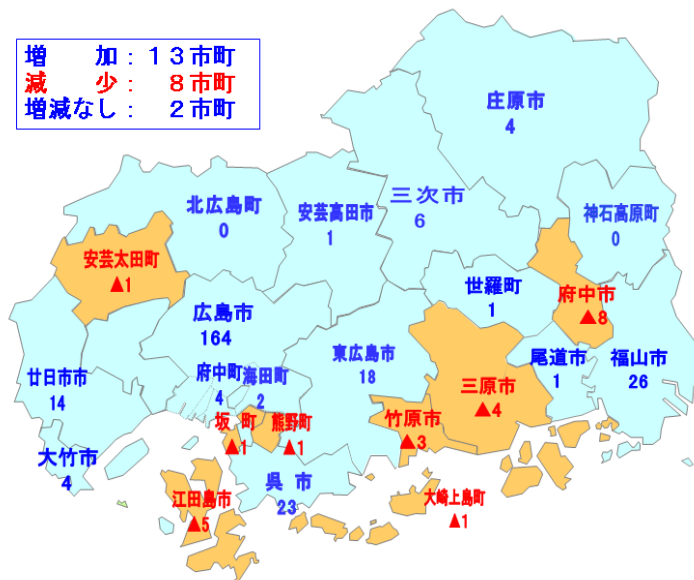 増　　加：１３市町
減　　少：　８市町
増減なし：　２市町
庄原市
4
北広島町
0
安芸高田市
1
三次市
6
神石高原町
0
安芸太田町
▲1
広島市
164
世羅町
1
府中市
▲8
府中町
4
海田町
2
東広島市
18
尾道市
1
福山市
26
廿日市市
14
三原市
▲4
坂　町
▲1
熊野町
▲1
竹原市
▲3
大竹市
4
江田島市
▲5
呉　市
23
大崎上島町
▲1